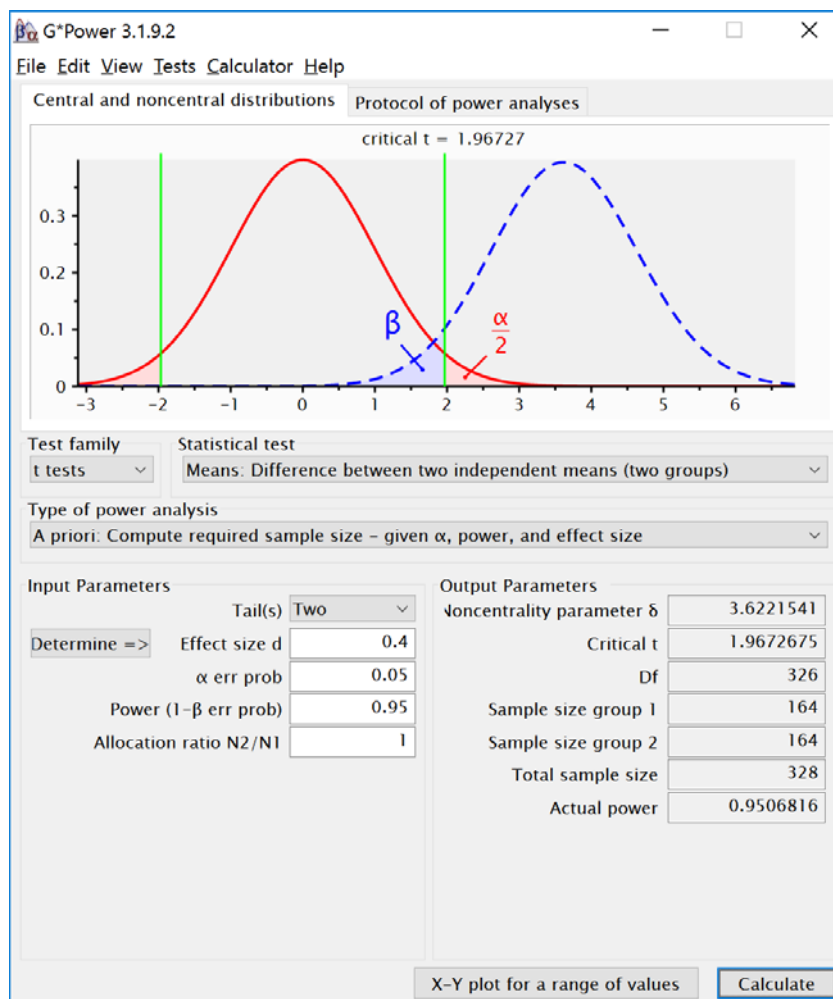 G*Power 3.1.9.2
File Edit View Tests Calculator Help
Central and noncentral distributions Protocol of power analyses
critical t = 1.96727
0.3
0.2
0.1
0
β
α
2
-3 -2 -1 0 1 2 3 4 5 6
Test family
t tests
Statistical test
Means: Difference between two independent means (two groups)
Type of power analysis
A priori: Compute required sample size – given α, power, and effect size
Input Parameters
Tail(s) Two
Determine => Effect size d 0.4
α err prob 0.05
Power (1-β err prob) 0.95
Allocation ratio N2/N1 1
Output Parameters
Noncentrality parameter δ 3.6221541
Critical t 1.9672675
Df 326
Sample size group 1 164
Sample size group 2 164
Total sample size 328
Actual power 0.9506816
X-Y plot for a range of values Calculate